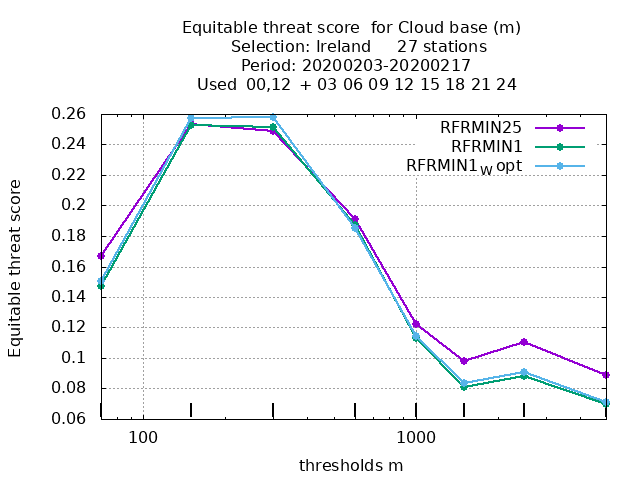 Equitable threat score for Cloud base (m)
Selection: Ireland 27 stations
Period: 20200203-20200217
Used 00,12 + 03 06 09 12 15 18 21 24
RFRMIN25
RFRMIN1
RFRMIN1W opt
Equitable threat score
0.26
0.24
0.22
0.2
0.18
0.16
0.14
0.12
0.1
0.08
0.06
100
1000
thresholds m